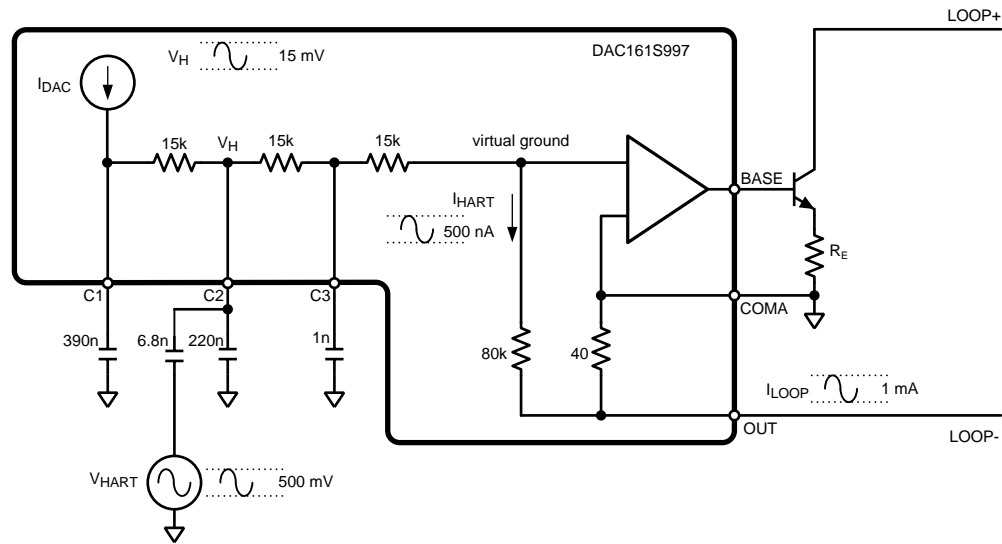 LOOP+
V_H 15 mV
DAC161S997
I_DAC
15k
V_H
15k
15k
virtual ground
BASE
I_HART
500 nA
R_E
C1
C2
C3
COMA
390n
6.8n
220n
1n
80k
40
I_LOOP 1 mA
OUT
LOOP-
V_HART 500 mV